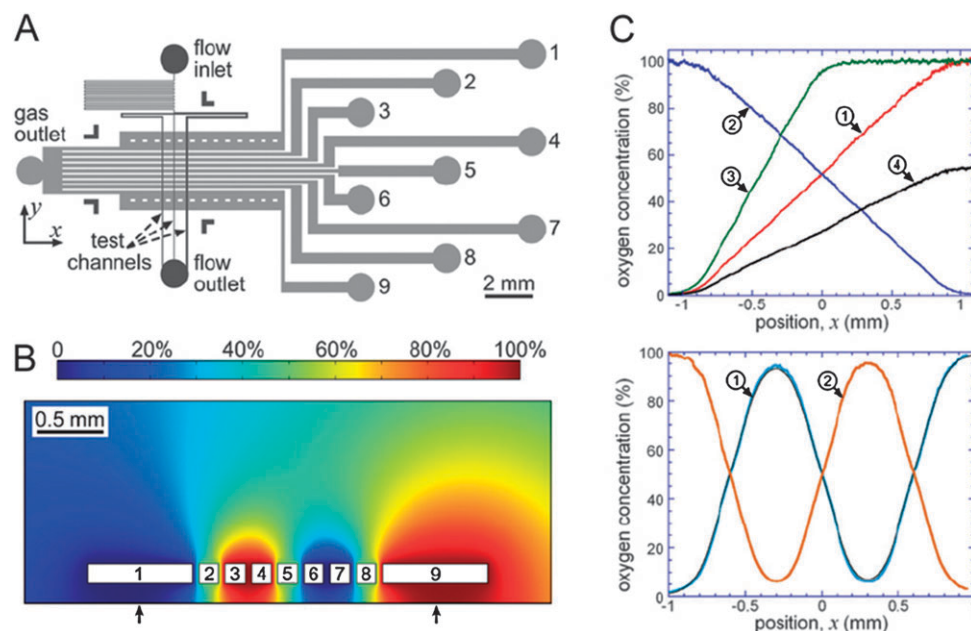 A
flow
inlet
gas
outlet
y
x
test
channels
flow
outlet
1
2
3
4
5
6
7
8
9
2 mm
B
0 20% 40% 60% 80% 100%
0.5 mm
1 2 3 4 5 6 7 8 9
C
oxygen concentration (%)
100
80
60
40
20
0
-1 -0.5 0 0.5 1
position, x (mm)
② ① ③ ④
oxygen concentration (%)
100
80
60
40
20
0
-1 -0.5 0 0.5 1
position, x (mm)
① ②